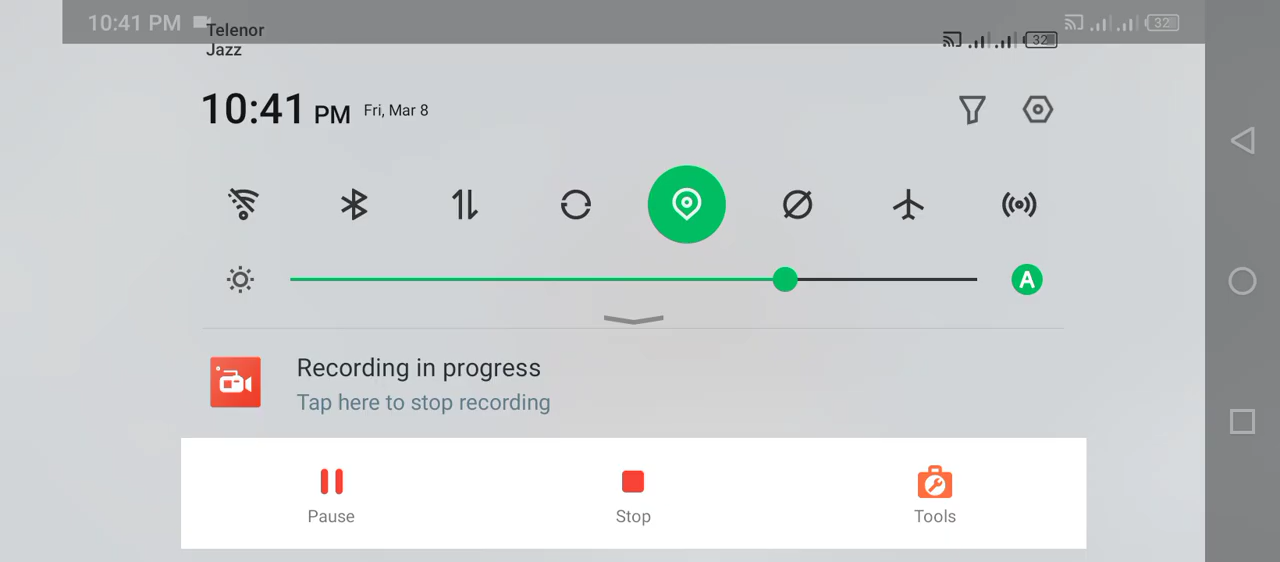 10:41 PM
32
Telenor
Jazz
32
10:41 PM Fri, Mar 8
A
Recording in progress
Tap here to stop recording
Pause
Stop
Tools